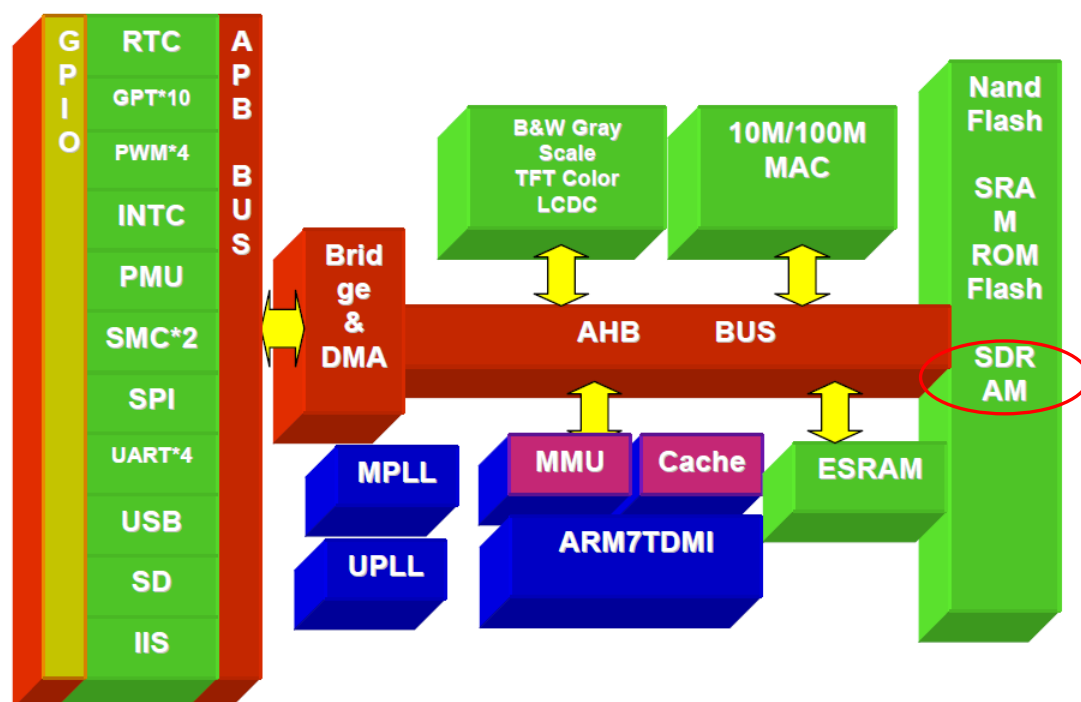 GPIO
RTC
GPT*10
PWM*4
INTC
PMU
SMC*2
SPI
UART*4
USB
SD
IIS
APB BUS
Brid
ge
&
DMA
B&W Gray
Scale
TFT Color
LCDC
10M/100M
MAC
AHB BUS
MPLL
UPLL
MMU
Cache
ARM7TDMI
ESRAM
Nand
Flash
SRA
M
ROM
Flash
SDR
AM